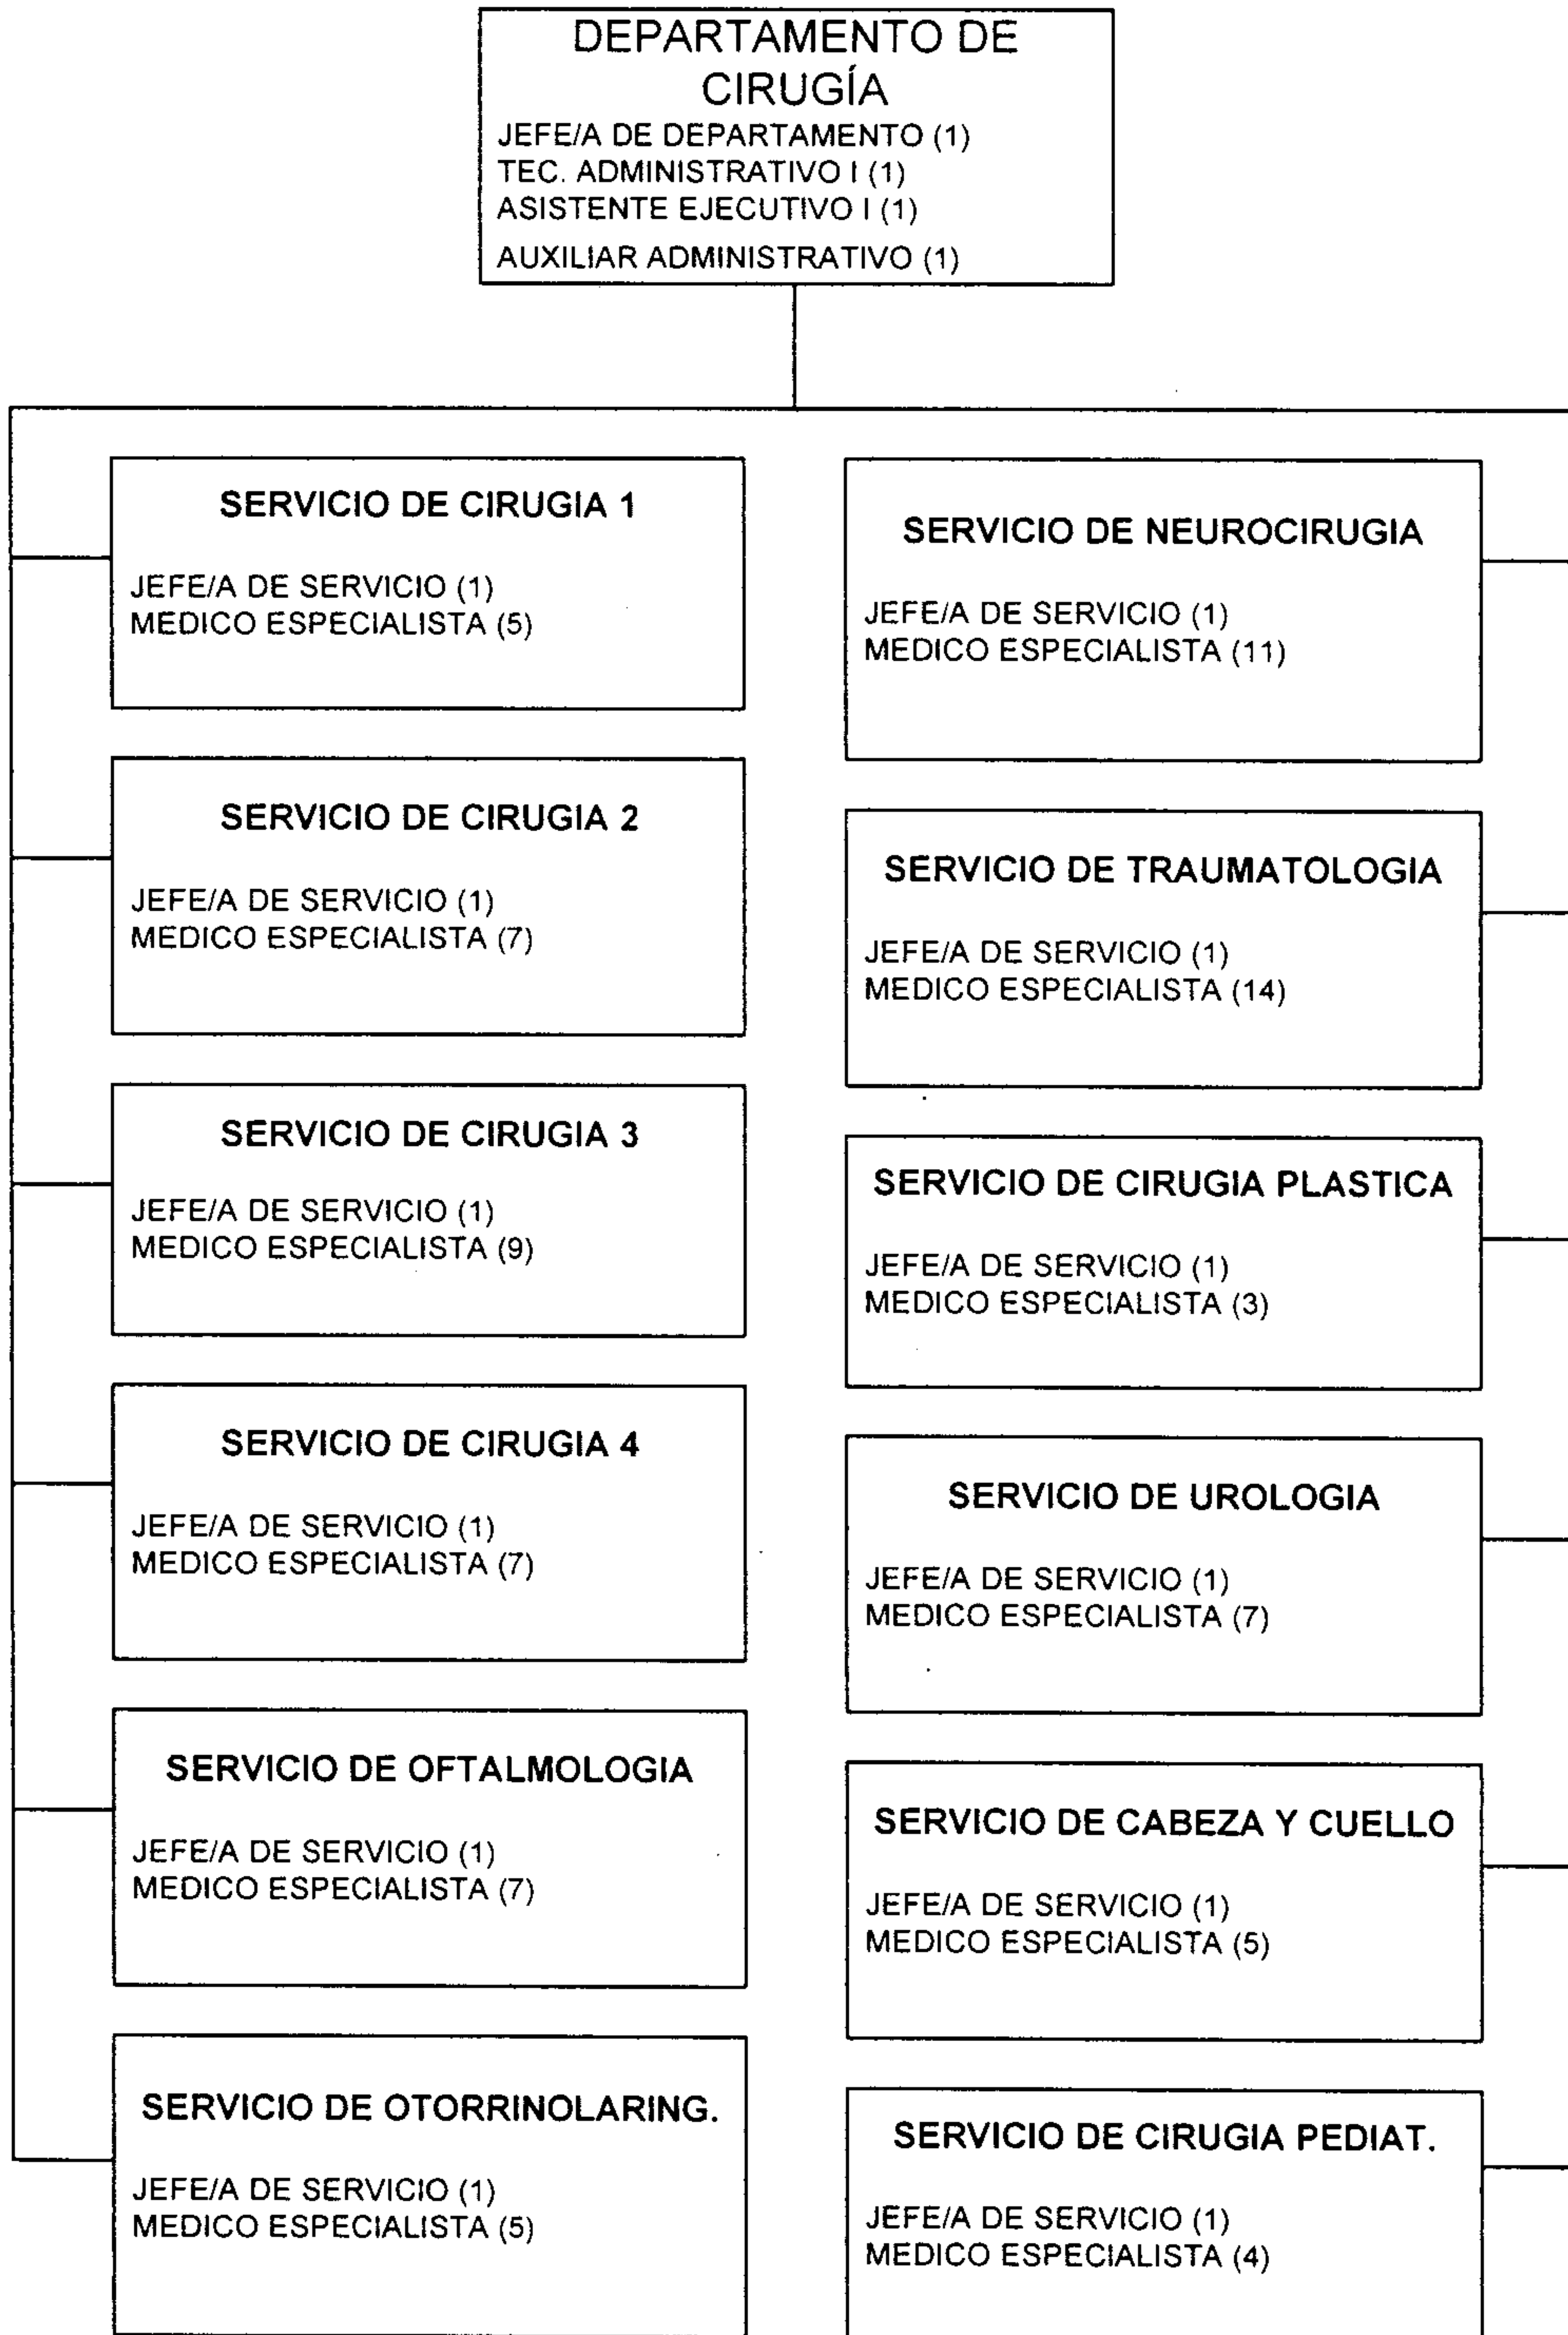 DEPARTAMENTO DE
CIRUGÍA
JEFE/A DE DEPARTAMENTO (1)
TEC. ADMINISTRATIVO I (1)
ASISTENTE EJECUTIVO I (1)
AUXILIAR ADMINISTRATIVO (1)
SERVICIO DE CIRUGIA 1
JEFE/A DE SERVICIO (1)
MEDICO ESPECIALISTA (5)
SERVICIO DE CIRUGIA 2
JEFE/A DE SERVICIO (1)
MEDICO ESPECIALISTA (7)
SERVICIO DE CIRUGIA 3
JEFE/A DE SERVICIO (1)
MEDICO ESPECIALISTA (9)
SERVICIO DE CIRUGIA 4
JEFE/A DE SERVICIO (1)
MEDICO ESPECIALISTA (7)
SERVICIO DE OFTALMOLOGIA
JEFE/A DE SERVICIO (1)
MEDICO ESPECIALISTA (7)
SERVICIO DE OTORRINOLARING.
JEFE/A DE SERVICIO (1)
MEDICO ESPECIALISTA (5)
SERVICIO DE NEUROCIRUGIA
JEFE/A DE SERVICIO (1)
MEDICO ESPECIALISTA (11)
SERVICIO DE TRAUMATOLOGIA
JEFE/A DE SERVICIO (1)
MEDICO ESPECIALISTA (14)
SERVICIO DE CIRUGIA PLASTICA
JEFE/A DE SERVICIO (1)
MEDICO ESPECIALISTA (3)
SERVICIO DE UROLOGIA
JEFE/A DE SERVICIO (1)
MEDICO ESPECIALISTA (7)
SERVICIO DE CABEZA Y CUELLO
JEFE/A DE SERVICIO (1)
MEDICO ESPECIALISTA (5)
SERVICIO DE CIRUGIA PEDIAT.
JEFE/A DE SERVICIO (1)
MEDICO ESPECIALISTA (4)